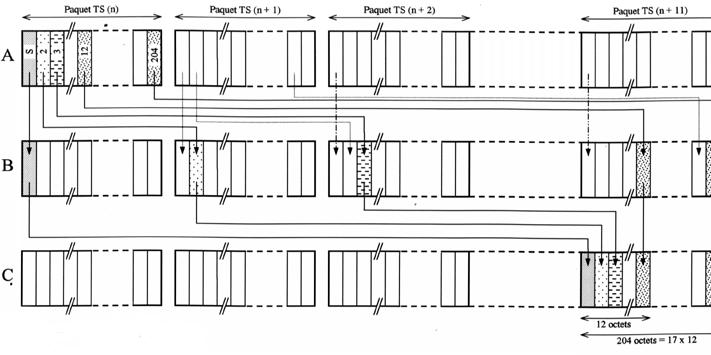 Paquet TS (n)
Paquet TS (n + 1)
Paquet TS (n + 2)
Paquet TS (n + 11)
A
S
2
3
12
204
B
C
12 octets
204 octets = 17 x 12